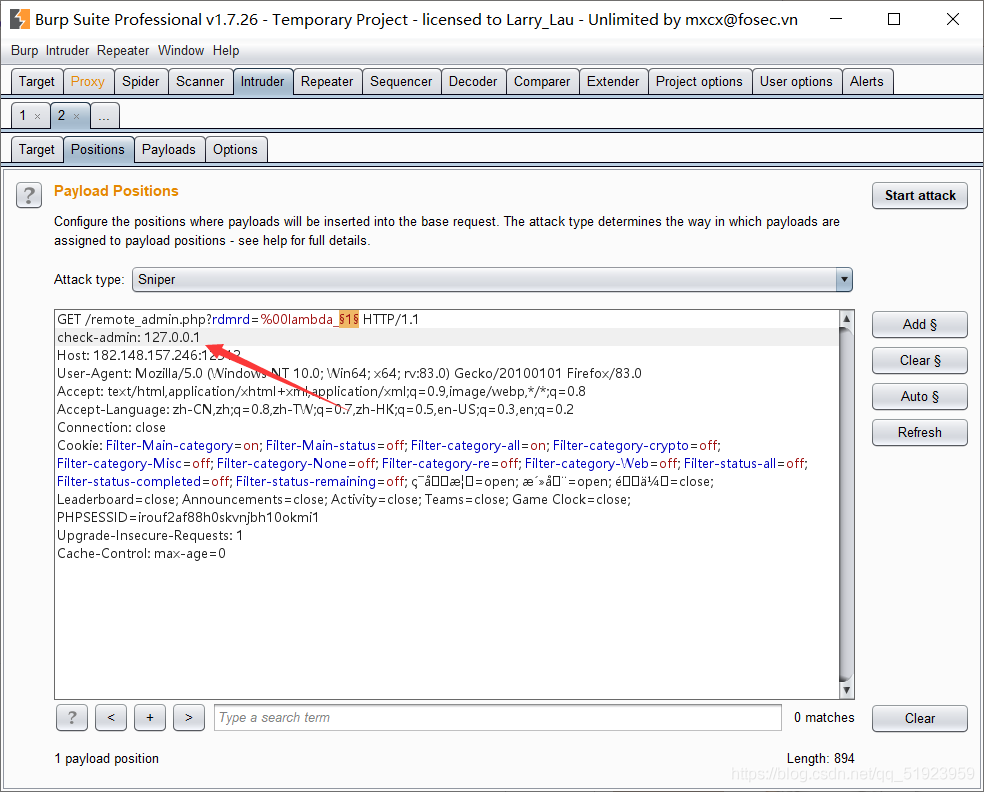 Burp Suite Professional v1.7.26 - Temporary Project - licensed to Larry_Lau - Unlimited by mxcx@fosec.vn
Burp Intruder Repeater Window Help
Target Proxy Spider Scanner Intruder Repeater Sequencer Decoder Comparer Extender Project options User options Alerts
1 × 2 × ...
Target Positions Payloads Options
? Payload Positions
Start attack
Configure the positions where payloads will be inserted into the base request. The attack type determines the way in which payloads are
assigned to payload positions - see help for full details.
Attack type: Sniper
GET /remote_admin.php?rdmrd=%00lambda_§1§ HTTP/1.1
check-admin: 127.0.0.1
Host: 182.148.157.246:
User-Agent: Mozilla/5.0 (Windows NT 10.0; Win64; x64; rv:83.0) Gecko/20100101 Firefox/83.0
Accept: text/html,application/xhtml+xml,application/xml;q=0.9,image/webp,*/*;q=0.8
Accept-Language: zh-CN,zh;q=0.8,zh-TW;q=0.7,zh-HK;q=0.5,en-US;q=0.3,en;q=0.2
Connection: close
Cookie: Filter-Main-category=on; Filter-Main-status=off; Filter-category-all=on; Filter-category-crypto=off;
Filter-category-Misc=off; Filter-category-None=off; Filter-category-re=off; Filter-category-Web=off; Filter-status-all=off;
Filter-status-completed=off; Filter-status-remaining=off; =open; =open; =close;
Leaderboard=close; Announcements=close; Activity=close; Teams=close; Game Clock=close;
PHPSESSID=irouf2af88h0skvnjbh10okmi1
Upgrade-Insecure-Requests: 1
Cache-Control: max-age=0
Add §
Clear §
Auto §
Refresh
? < + > Type a search term 0 matches Clear
1 payload position Length: 894
https://blog.csdn.net/qq_51923959